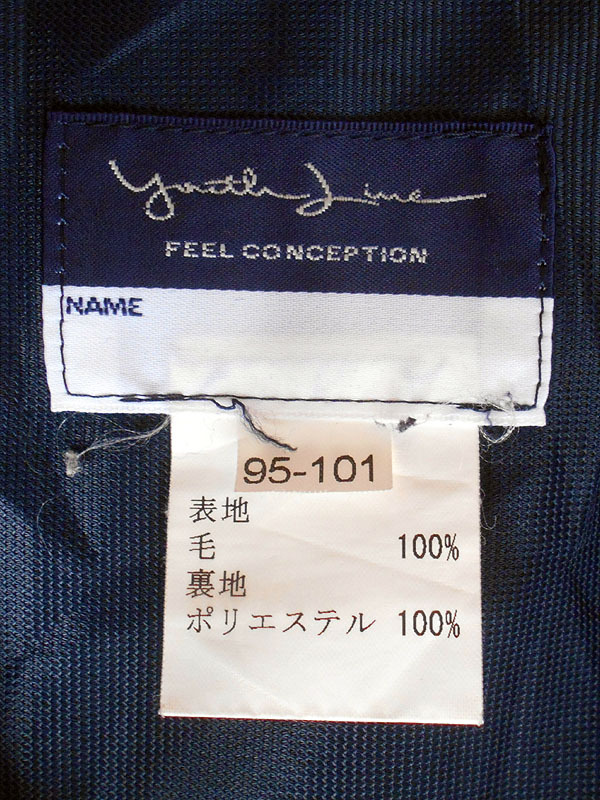 Youth Line
FEEL CONCEPTION
NAME
95-101
表地
毛 100%
裏地
ポリエステル 100%